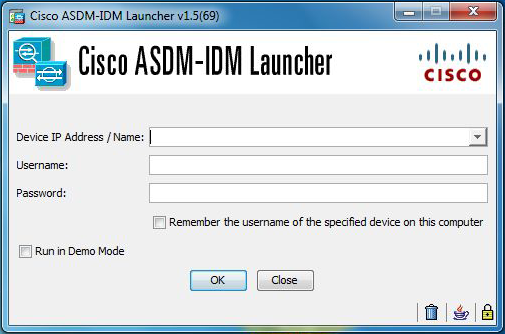 Cisco ASDM-IDM Launcher v1.5(69)
Cisco ASDM-IDM Launcher
CISCO
Device IP Address / Name:
Username:
Password:
Remember the username of the specified device on this computer
Run in Demo Mode
OK Close